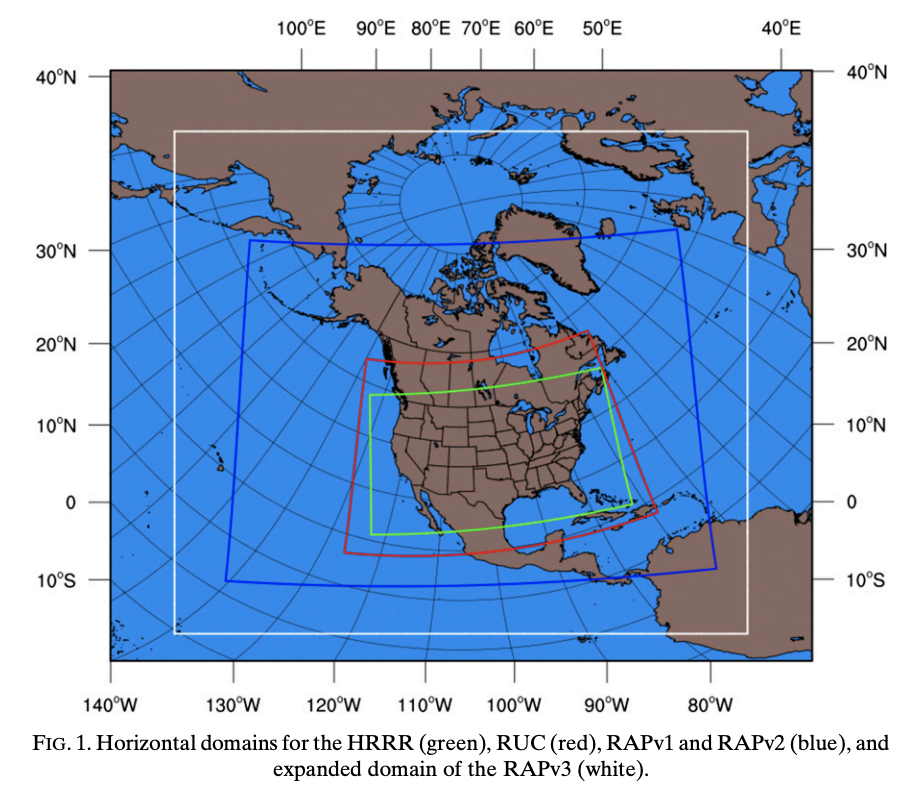 100°E 90°E 80°E 70°E 60°E 50°E 40°E
40°N 40°N
30°N 30°N
20°N 20°N
10°N 10°N
0 0
10°S 10°S
140°W 130°W 120°W 110°W 100°W 90°W 80°W
FIG. 1. Horizontal domains for the HRRR (green), RUC (red), RAPv1 and RAPv2 (blue), and
expanded domain of the RAPv3 (white).